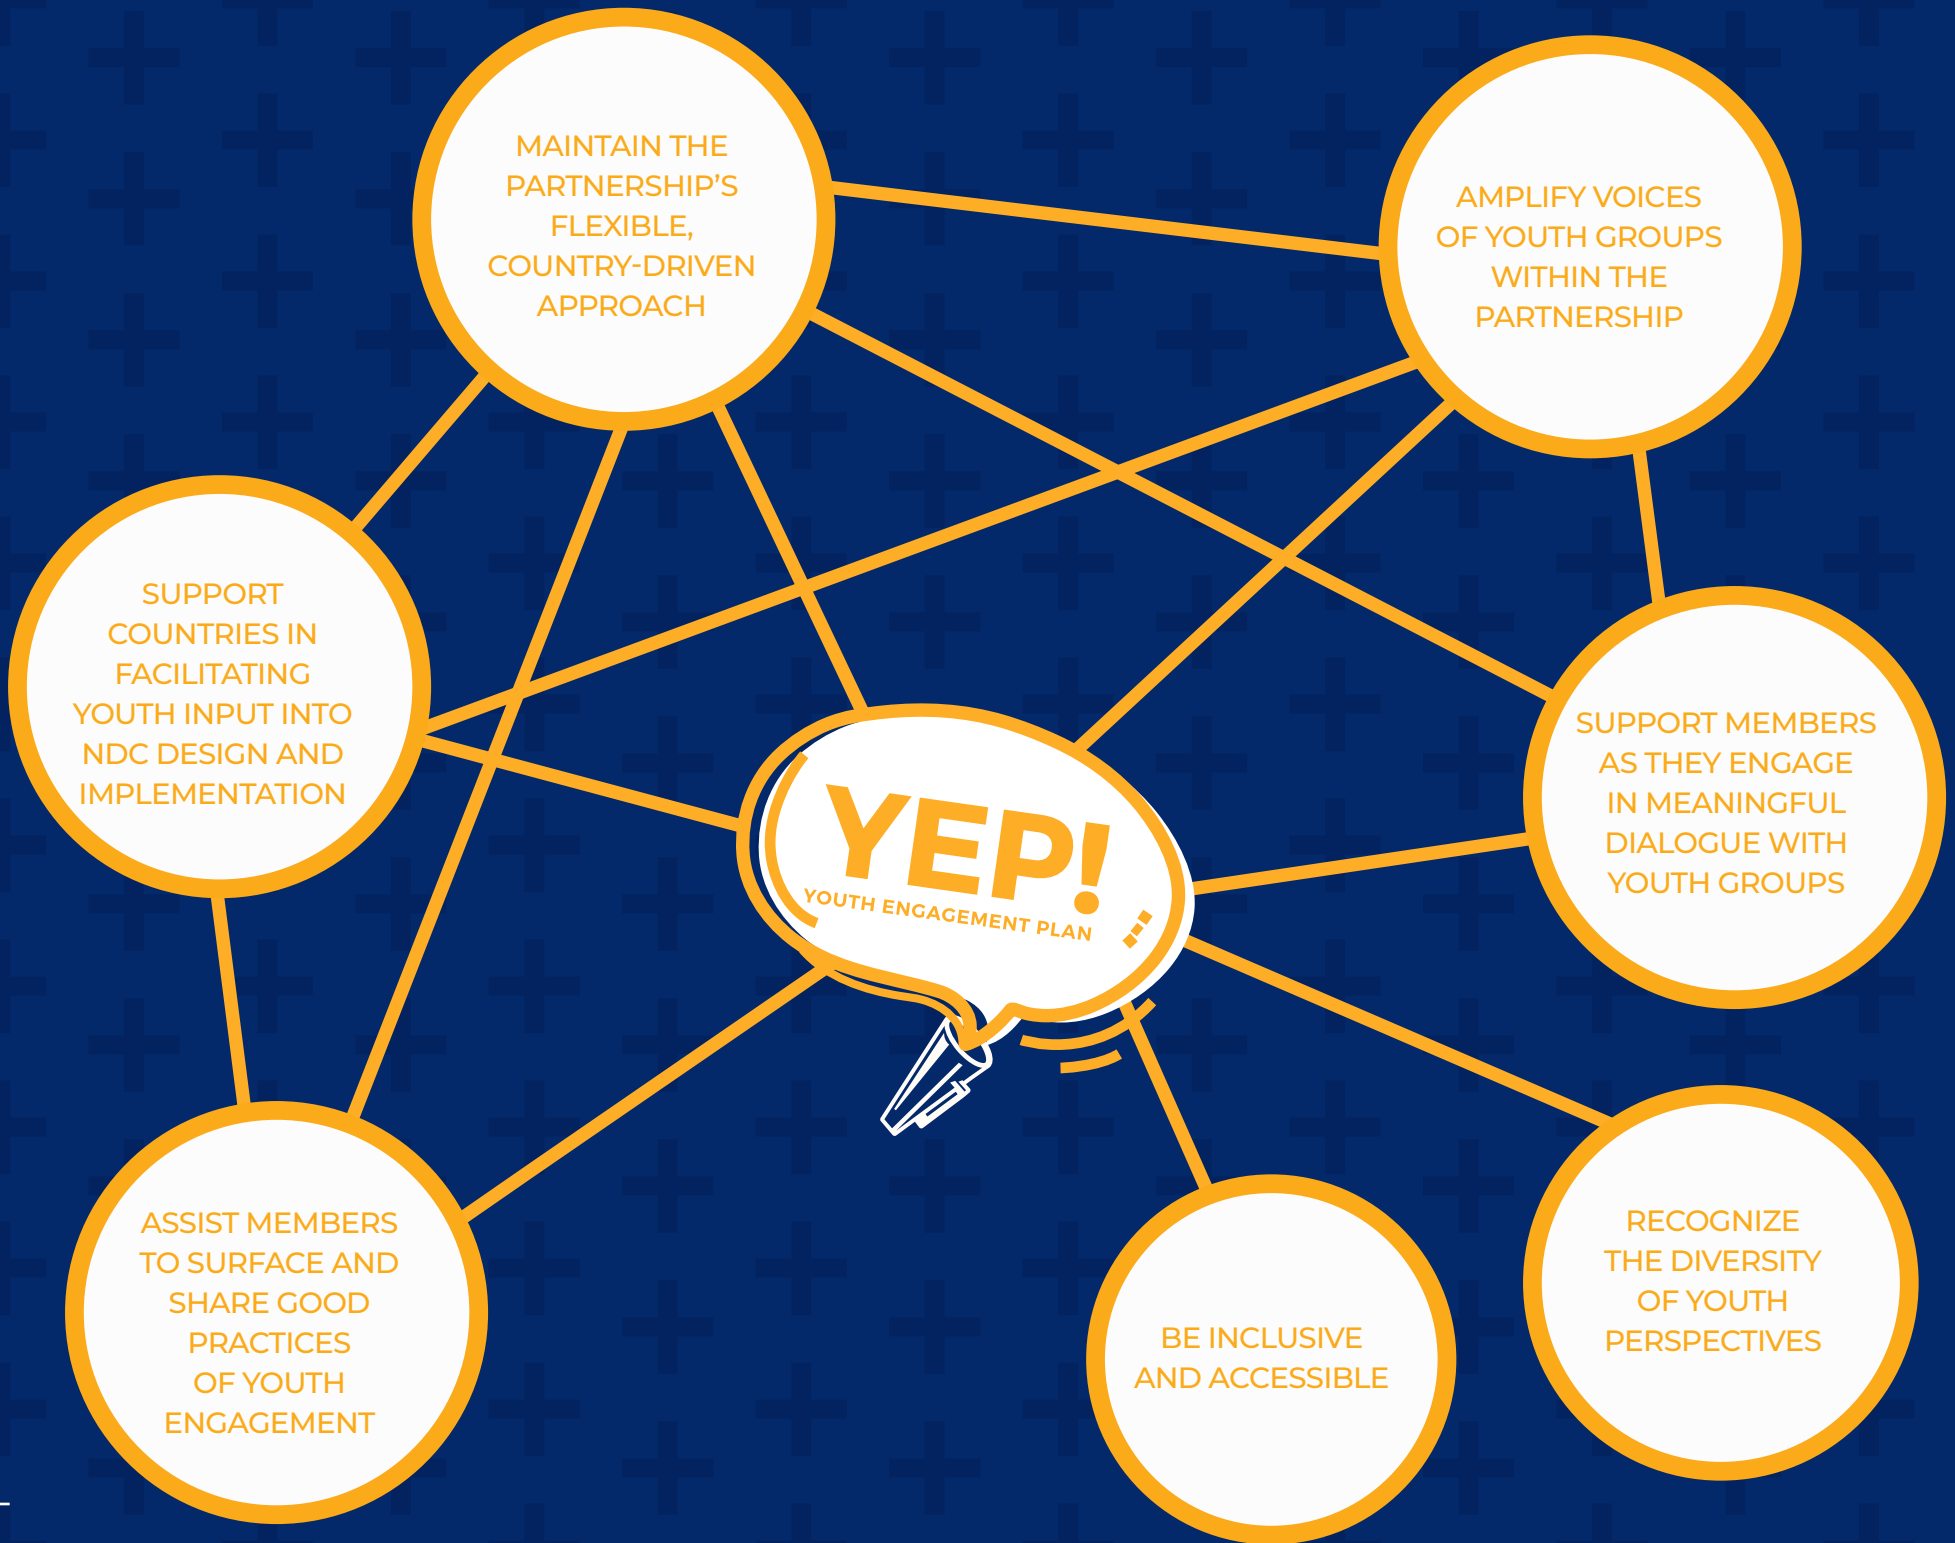 MAINTAIN THE
PARTNERSHIP’S
FLEXIBLE,
COUNTRY-DRIVEN
APPROACH
AMPLIFY VOICES
OF YOUTH GROUPS
WITHIN THE
PARTNERSHIP
SUPPORT
COUNTRIES IN
FACILITATING
YOUTH INPUT INTO
NDC DESIGN AND
IMPLEMENTATION
SUPPORT MEMBERS
AS THEY ENGAGE
IN MEANINGFUL
DIALOGUE WITH
YOUTH GROUPS
YEP!
YOUTH ENGAGEMENT PLAN
ASSIST MEMBERS
TO SURFACE AND
SHARE GOOD
PRACTICES
OF YOUTH
ENGAGEMENT
BE INCLUSIVE
AND ACCESSIBLE
RECOGNIZE
THE DIVERSITY
OF YOUTH
PERSPECTIVES